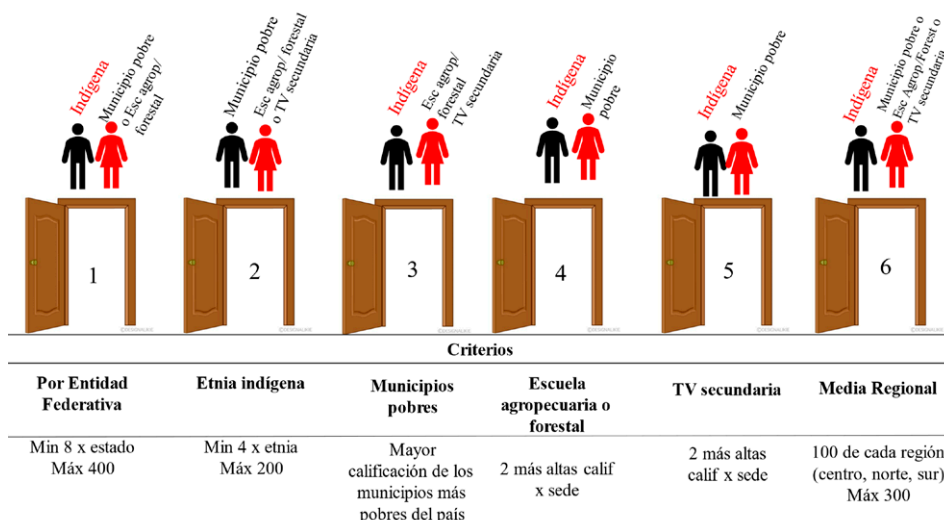 Indígena
Municipio pobre
o Esc agrop/
forestal
Municipio pobre
Esc agrop/ forestal
o TV secundaria
Indígena
Esc agrop/
forestal
TV secundaria
Indígena
Municipio
pobre
Indígena
Municipio pobre
Indígena
Municipio pobre o
Esc Agrop/Forest o
TV secundaria
1
2
3
4
5
6
Criterios
Por Entidad
Federativa
Etnia indígena
Municipios
pobres
Escuela
agropecuaria o
forestal
TV secundaria
Media Regional
Min 8 x estado
Máx 400
Min 4 x etnia
Máx 200
Mayor
calificación de los
municipios más
pobres del país
2 más altas calif
x sede
2 más altas
calif x sede
100 de cada región
(centro, norte, sur)
Máx 300